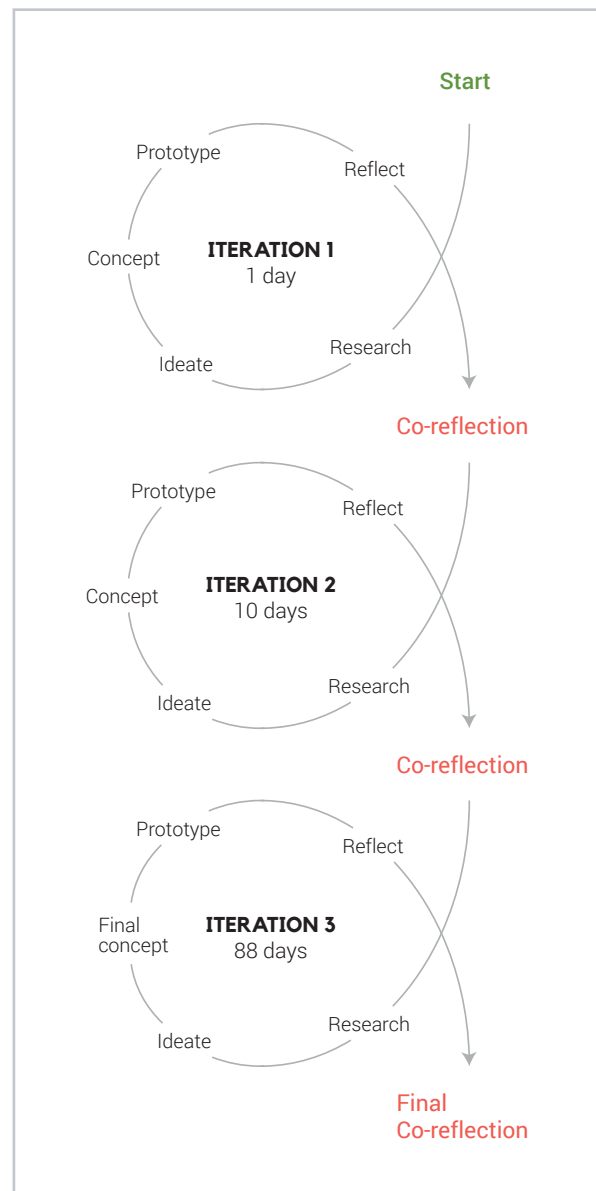 Start
Prototype
Reflect
ITERATION 1
Concept
1 day
Research
Ideate
Co-reflection
Prototype
Reflect
ITERATION 2
Concept
10 days
Research
Ideate
Co-reflection
Prototype
Reflect
ITERATION 3
Final
concept
88 days
Research
Ideate
Final
Co-reflection